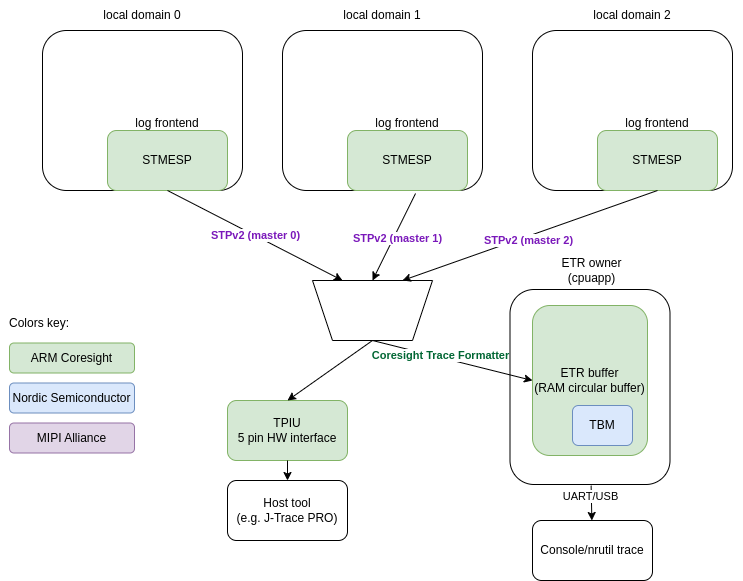 local domain 0
local domain 1
local domain 2
log frontend
log frontend
log frontend
STMESP
STMESP
STMESP
STPv2 (master 0)
STPv2 (master 1)
STPv2 (master 2)
ETR owner
(cpuapp)
Colors key:
ARM Coresight
Nordic Semiconductor
MIPI Alliance
Coresight Trace Formatter
ETR buffer
(RAM circular buffer)
TBM
TPIU
5 pin HW interface
Host tool
(e.g. J-Trace PRO)
UART/USB
Console/nrutil trace